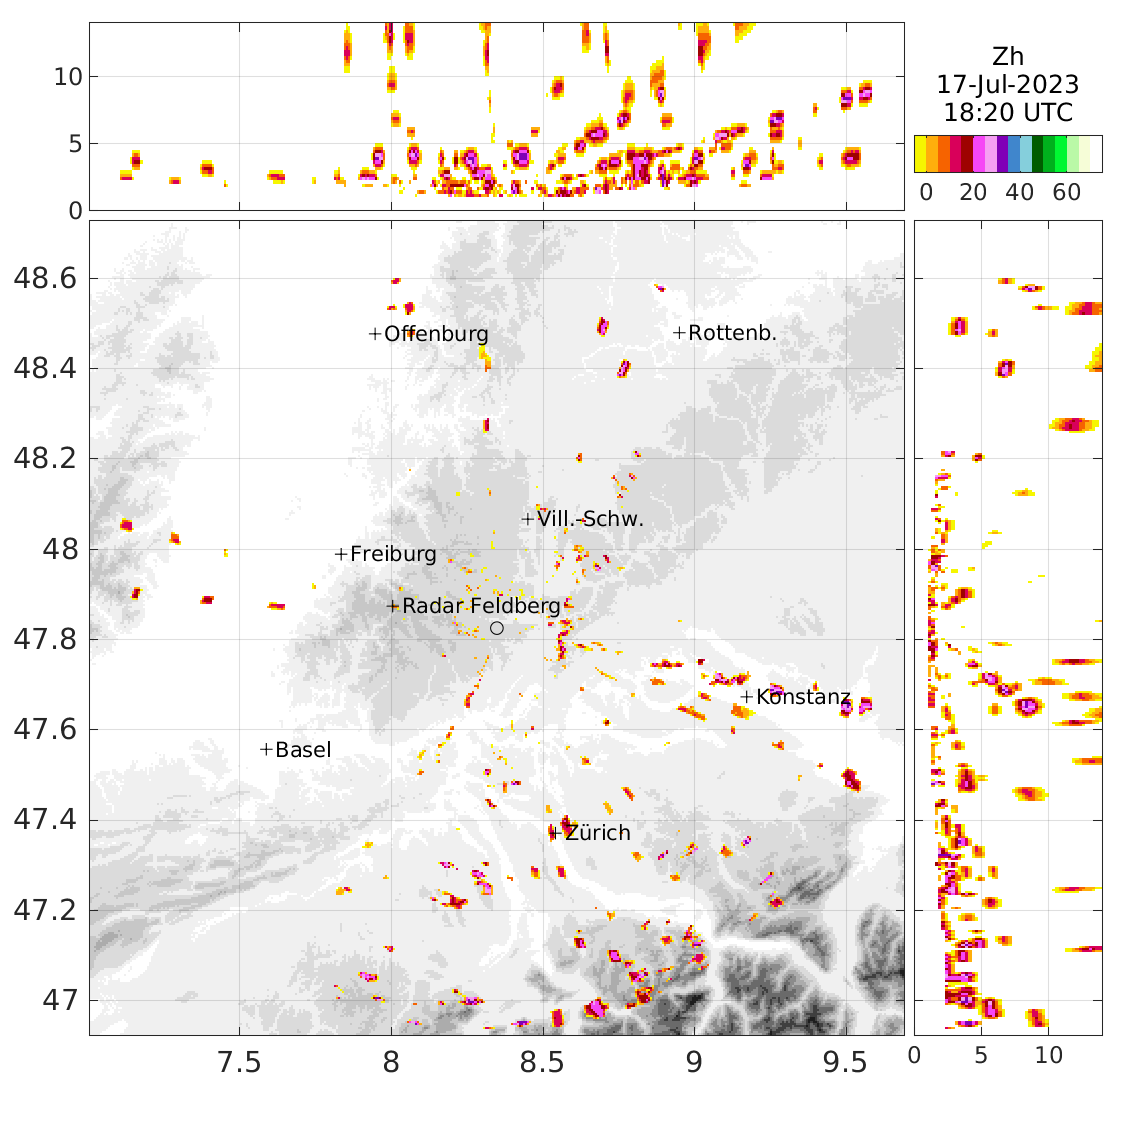 Zh
17-Jul-2023
18:20 UTC
0 20 40 60
10
5
0
48.6
48.4
48.2
48
47.8
47.6
47.4
47.2
47
Offenburg
Rottenb.
Vill.-Schw.
Freiburg
Radar Feldberg
Konstanz
Basel
Zürich
7.5 8 8.5 9 9.5
0 5 10